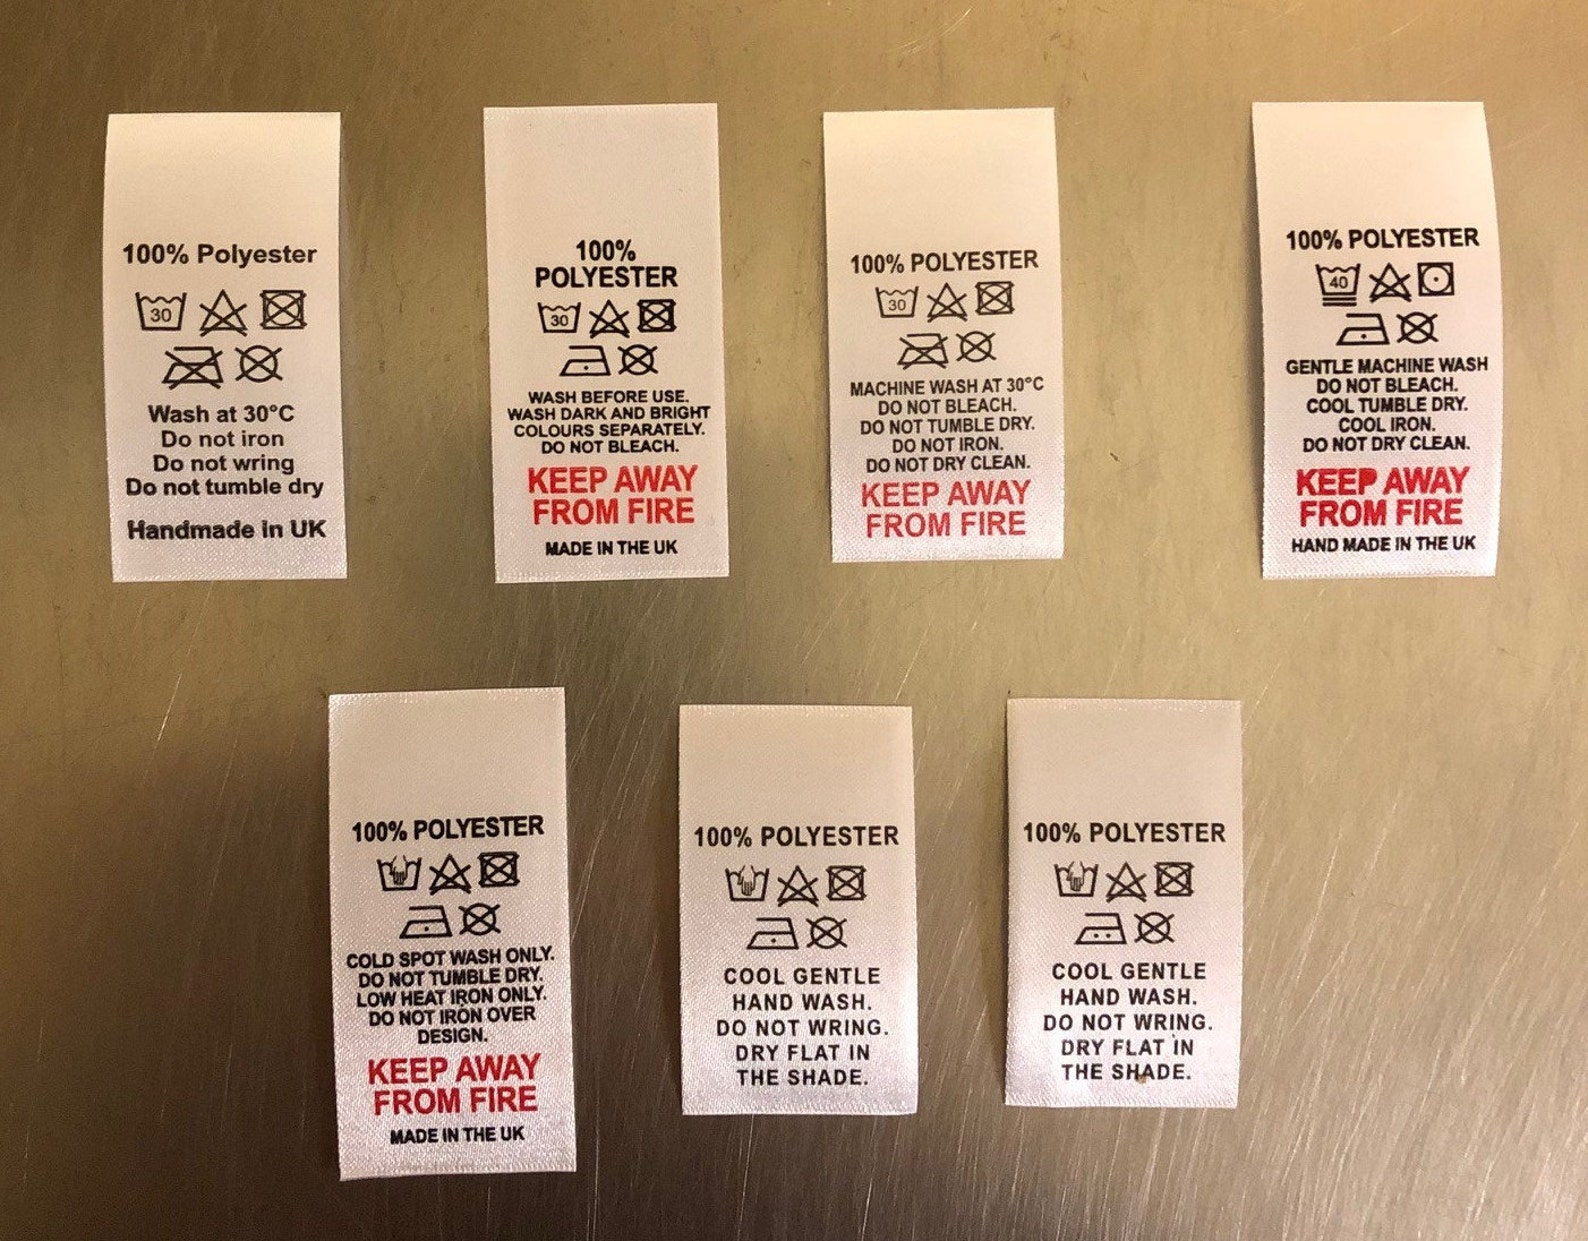 100% Polyester
30
Wash at 30°C
Do not iron
Do not wring
Do not tumble dry
Handmade in UK
100%
POLYESTER
30
WASH BEFORE USE.
WASH DARK AND BRIGHT
COLOURS SEPARATELY.
DO NOT BLEACH.
KEEP AWAY
FROM FIRE
MADE IN THE UK
100% POLYESTER
30
MACHINE WASH AT 30°C
DO NOT BLEACH.
DO NOT TUMBLE DRY.
DO NOT IRON.
DO NOT DRY CLEAN.
KEEP AWAY
FROM FIRE
100% POLYESTER
40
GENTLE MACHINE WASH
DO NOT BLEACH.
COOL TUMBLE DRY.
COOL IRON.
DO NOT DRY CLEAN.
KEEP AWAY
FROM FIRE
HAND MADE IN THE UK
100% POLYESTER
COLD SPOT WASH ONLY.
DO NOT TUMBLE DRY.
LOW HEAT IRON ONLY.
DO NOT IRON OVER
DESIGN.
KEEP AWAY
FROM FIRE
MADE IN THE UK
100% POLYESTER
COOL GENTLE
HAND WASH.
DO NOT WRING.
DRY FLAT IN
THE SHADE.
100% POLYESTER
COOL GENTLE
HAND WASH.
DO NOT WRING.
DRY FLAT IN
THE SHADE.